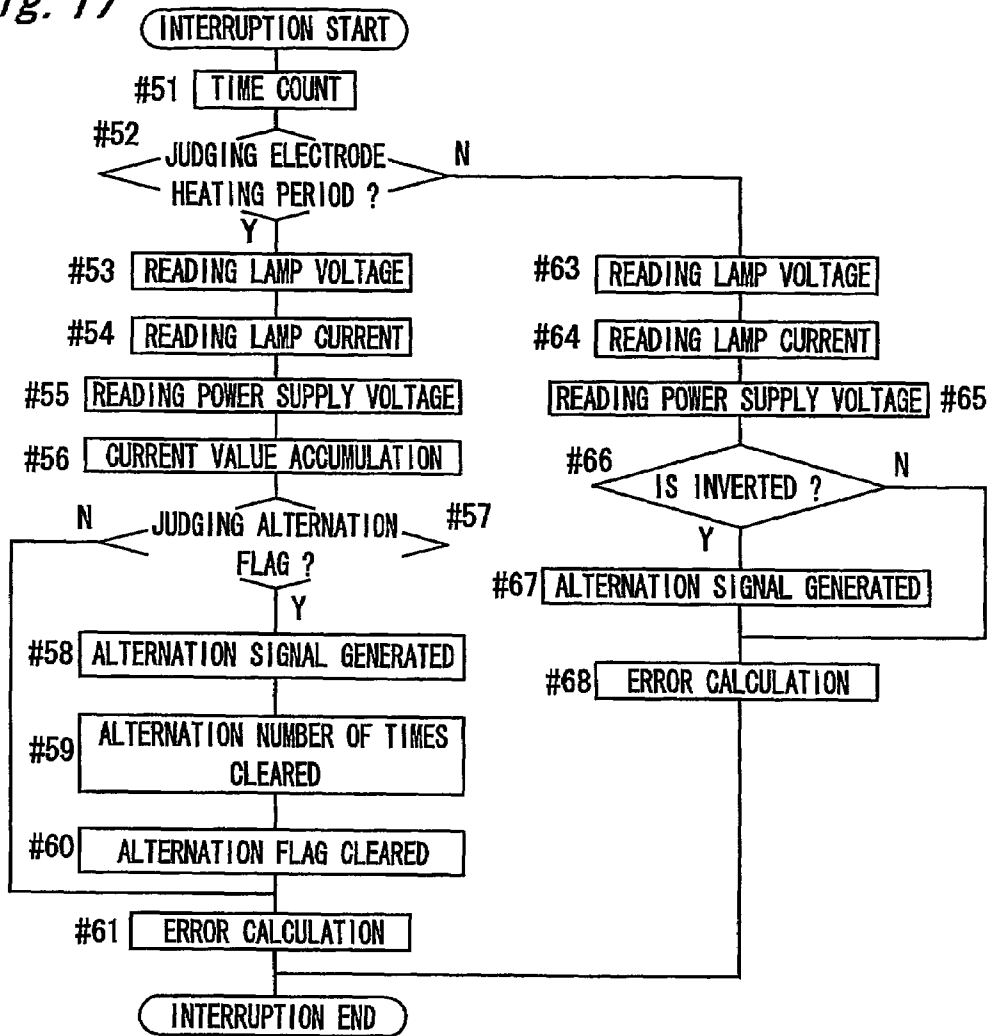 ig. 17
INTERRUPTION START
#51 TIME COUNT
#52
JUDGING ELECTRODE
HEATING PERIOD ?
N
Y
#53 READING LAMP VOLTAGE
#54 READING LAMP CURRENT
#55 READING POWER SUPPLY VOLTAGE
#56 CURRENT VALUE ACCUMULATION
N
JUDGING ALTERNATION
FLAG ?
#57
Y
#58 ALTERNATION SIGNAL GENERATED
#59
ALTERNATION NUMBER OF TIMES
CLEARED
#60 ALTERNATION FLAG CLEARED
#61 ERROR CALCULATION
#63 READING LAMP VOLTAGE
#64 READING LAMP CURRENT
READING POWER SUPPLY VOLTAGE #65
#66
IS INVERTED ?
N
Y
#67 ALTERNATION SIGNAL GENERATED
#68 ERROR CALCULATION
INTERRUPTION END